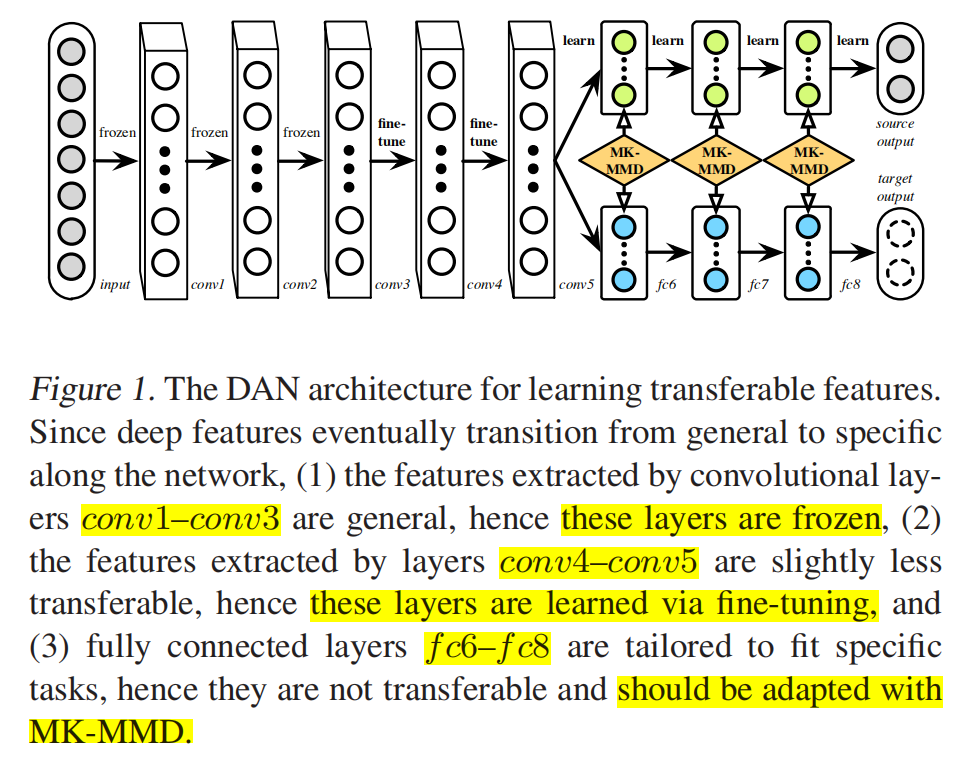 learn learn learn learn
frozen frozen frozen fine-
tune fine-
tune
MK-
MMD MK-
MMD MK-
MMD
source
output
target
output
input conv1 conv2 conv3 conv4 conv5 fc6 fc7 fc8
Figure 1. The DAN architecture for learning transferable features.
Since deep features eventually transition from general to specific
along the network, (1) the features extracted by convolutional lay-
ers conv1–conv3 are general, hence these layers are frozen, (2)
the features extracted by layers conv4–conv5 are slightly less
transferable, hence these layers are learned via fine-tuning, and
(3) fully connected layers fc6–fc8 are tailored to fit specific
tasks, hence they are not transferable and should be adapted with
MK-MMD.